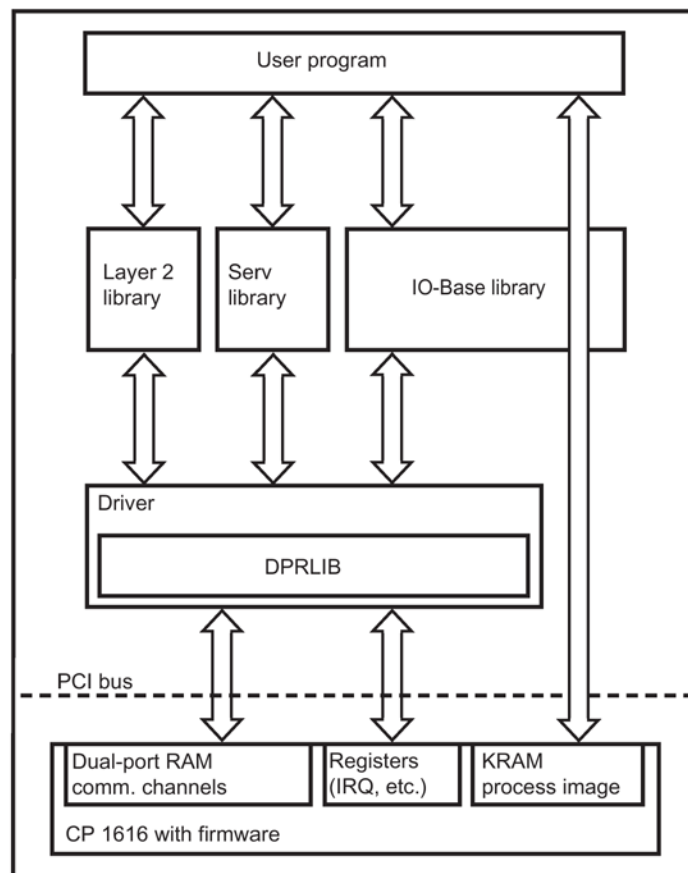 User program
Layer 2
library
Serv
library
IO-Base library
Driver
DPRLIB
PCI bus
Dual-port RAM
comm. channels
Registers
(IRQ, etc.)
KRAM
process image
CP 1616 with firmware